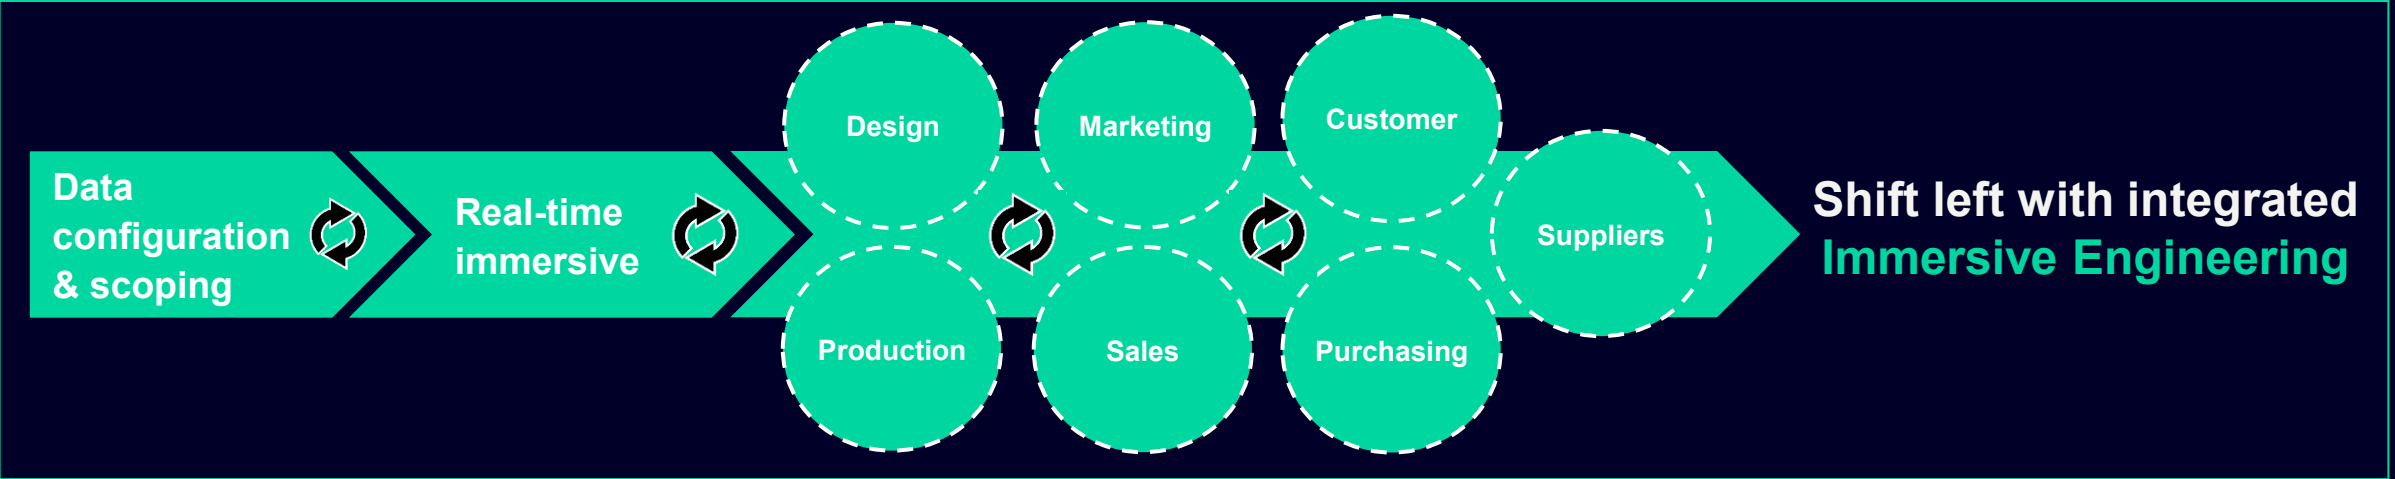 Data
configuration
& scoping
Real-time
immersive
Design
Marketing
Customer
Production
Sales
Purchasing
Suppliers
Shift left with integrated
Immersive Engineering